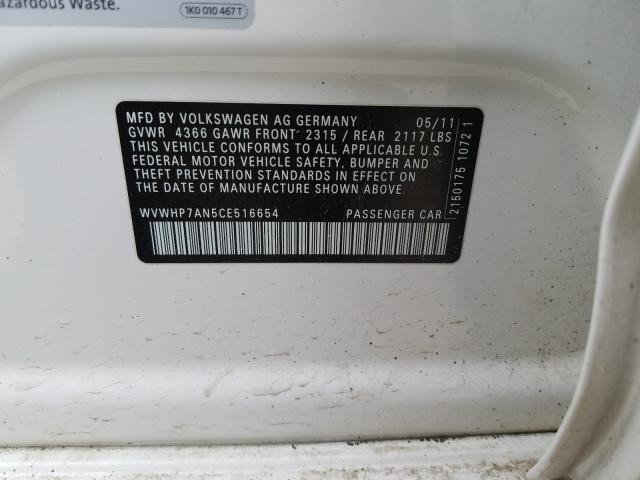 azardous Waste.
1K0 010 467 T
MFD BY VOLKSWAGEN AG GERMANY 05/11
GVWR 4366 GAWR FRONT 2315 / REAR 2117 LBS
THIS VEHICLE CONFORMS TO ALL APPLICABLE U.S.
FEDERAL MOTOR VEHICLE SAFETY, BUMPER AND
THEFT PREVENTION STANDARDS IN EFFECT ON
THE DATE OF MANUFACTURE SHOWN ABOVE.
WVWHP7AN5CE516654 PASSENGER CAR
2150175 1072 1